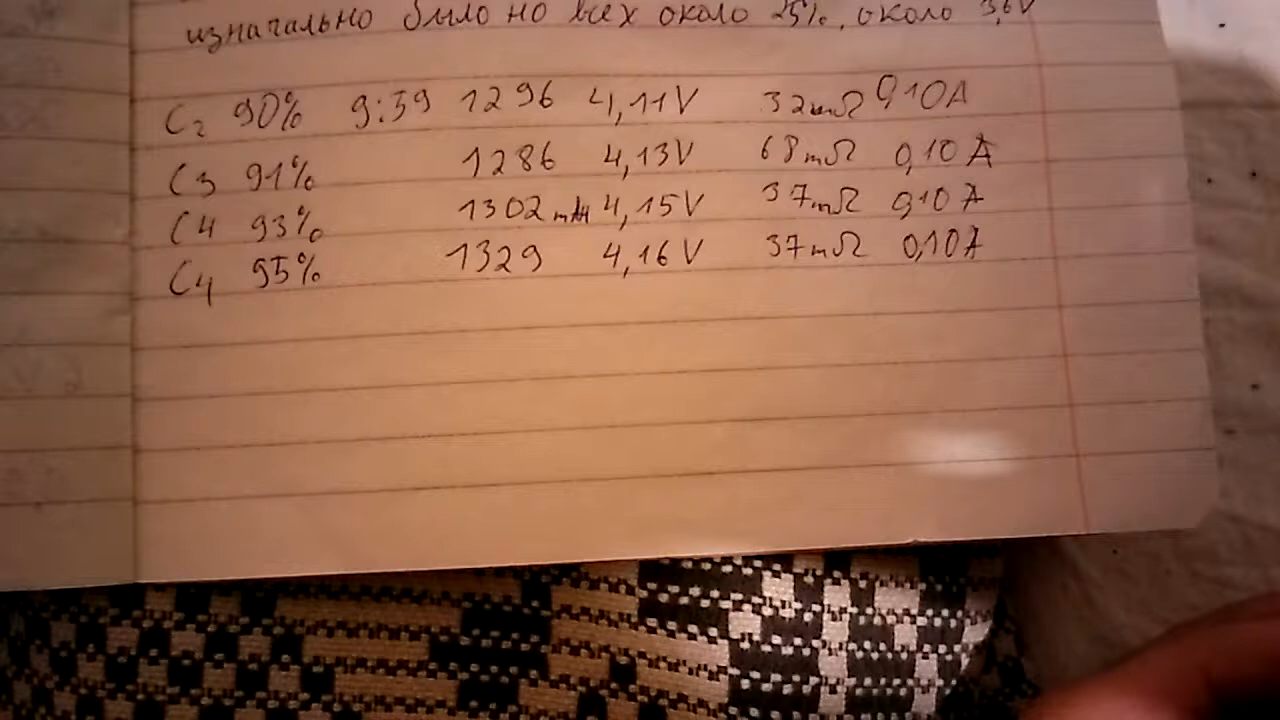 изначально было но всех около 25%, около 3,6V
C2 90% 9:59 1296 4,11V 32mΩ 0,10A
C3 91% 1286 4,13V 68mΩ 0,10A
C4 93% 1302mAH 4,15V 37mΩ 0,10A
C4 95% 1329 4,16V 37mΩ 0,10A